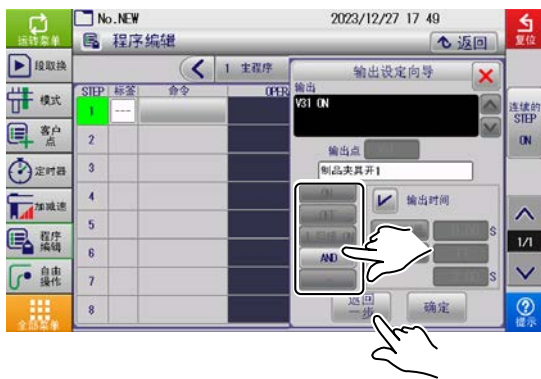 No.NEW
2023/12/27 17 49
运转菜单
程序编辑
返回
复位
段取换
1 主程序
输出设定向导
模式
STEP 标签 命令
输出
V31 ON
连续的
STEP
ON
1
客户点
2
输出点
制品夹具开1
定时器
3
输出时间
加减速
4
程序
编辑
5
S
AND
1/1
6
自由
操作
7
S
返回
一步
确定
全部菜单
8
提示